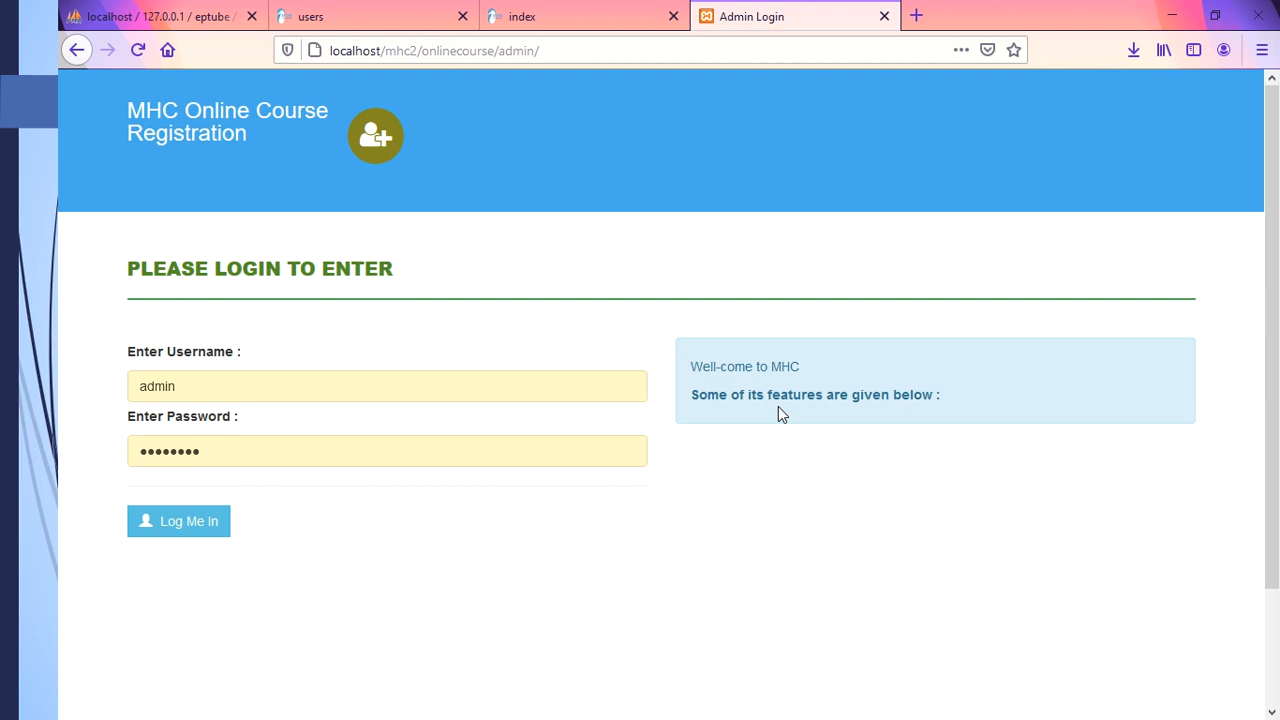 localhost / 127.0.0.1 / eptube /
users
index
Admin Login
localhost/mhc2/onlinecourse/admin/
MHC Online Course
Registration
PLEASE LOGIN TO ENTER
Enter Username :
admin
Enter Password :
••••••••
Log Me In
Well-come to MHC
Some of its features are given below :